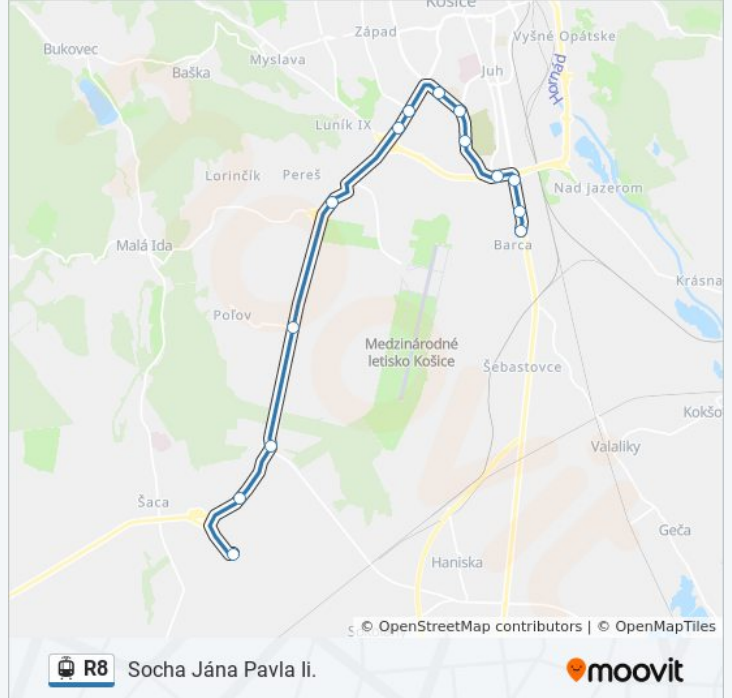 Košice
Západ
Vyšné Opátske
Bukovec
Myslava
Baška
Juh
Hornád
Luník IX
Lorinčík
Pereš
Nad jazerom
Malá Ida
Barca
Krásna
Poľov
Medzinárodné
letisko Košice
Šebastovce
Kokšo
Valaliky
Šaca
Geča
Haniska
© OpenStreetMap contributors | © OpenMapTiles
R8 Socha Jána Pavla Ii.
moovit